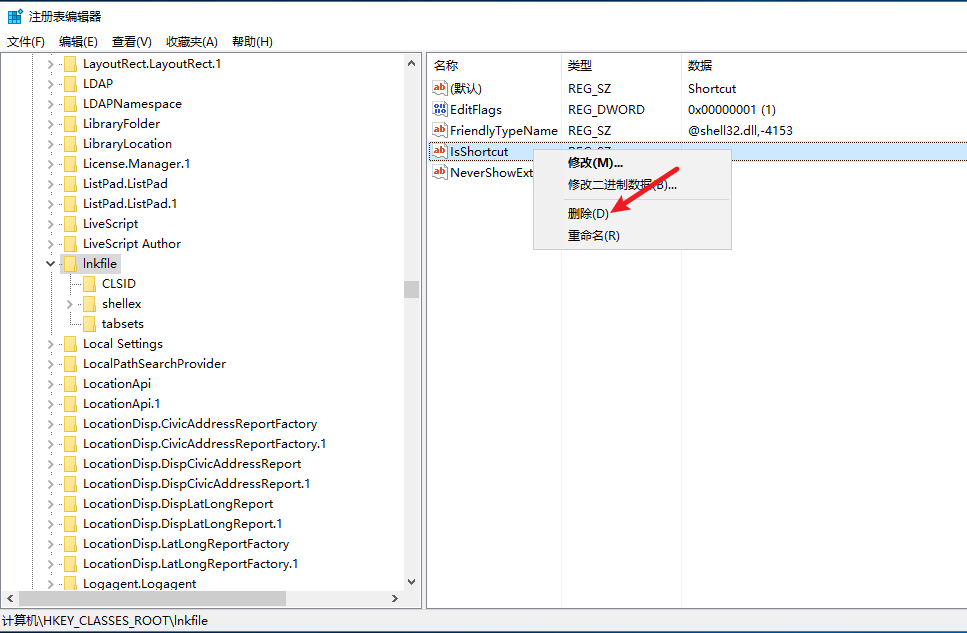 注册表编辑器
文件(F) 编辑(E) 查看(V) 收藏夹(A) 帮助(H)
LayoutRect.LayoutRect.1
LDAP
LDAPNamespace
LibraryFolder
LibraryLocation
License.Manager.1
ListPad.ListPad
ListPad.ListPad.1
LiveScript
LiveScript Author
lnkfile
CLSID
shellex
tabsets
Local Settings
LocalPathSearchProvider
LocationApi
LocationApi.1
LocationDisp.CivicAddressReportFactory
LocationDisp.CivicAddressReportFactory.1
LocationDisp.DispCivicAddressReport
LocationDisp.DispCivicAddressReport.1
LocationDisp.DispLatLongReport
LocationDisp.DispLatLongReport.1
LocationDisp.LatLongReportFactory
LocationDisp.LatLongReportFactory.1
Logagent.Logagent
名称 类型 数据
ab (默认) REG_SZ Shortcut
EditFlags REG_DWORD 0x00000001 (1)
ab FriendlyTypeName REG_SZ @shell32.dll,-4153
ab IsShortcut REG_SZ
ab NeverShowExt
修改(M)...
修改二进制数据(B)...
删除(D)
重命名(R)
计算机\HKEY_CLASSES_ROOT\lnkfile